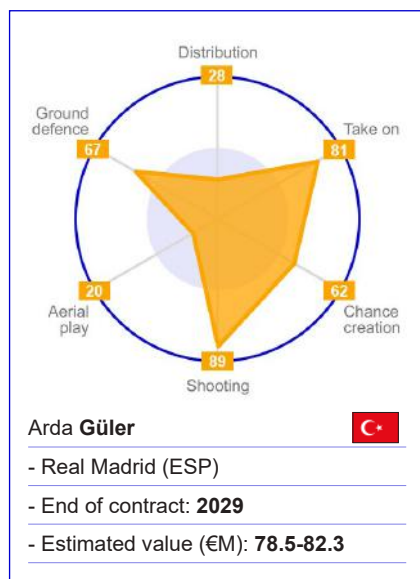 Distribution
28
Ground
defence
67
Take on
81
20
Aerial
play
62
Chance
creation
89
Shooting
Arda Güler
- Real Madrid (ESP)
- End of contract: 2029
- Estimated value (€M): 78.5-82.3